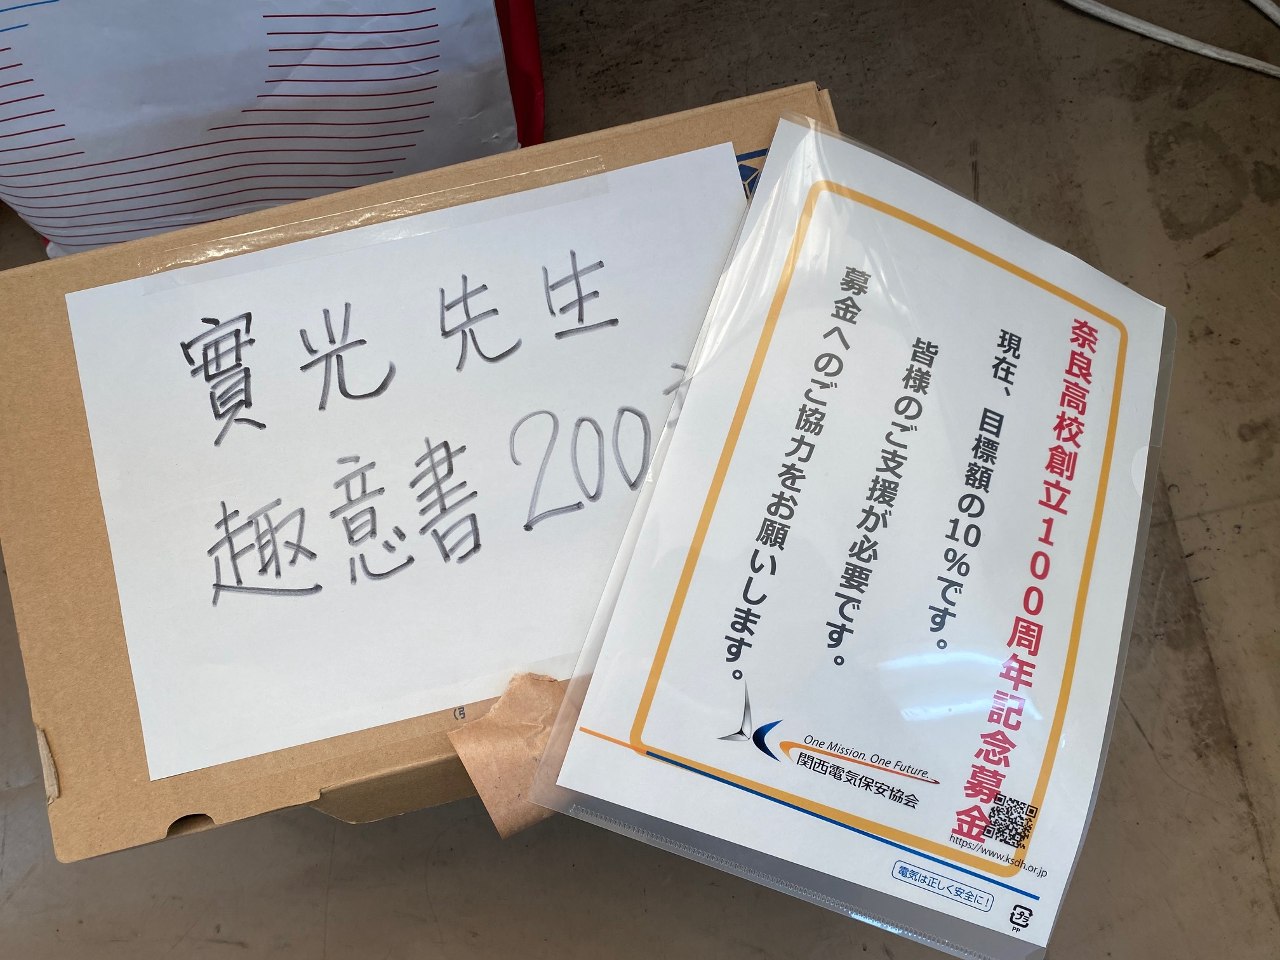 實光先生
趣意書200
奈良高校創立100周年記念募金
現在、目標額の10%です。
皆様のご支援が必要です。
募金へのご協力をお願いします。
One Mission. One Future.
関西電気保安協会
https://www.ksdh.or.jp
電気は正しく安全に!
プラ
PP